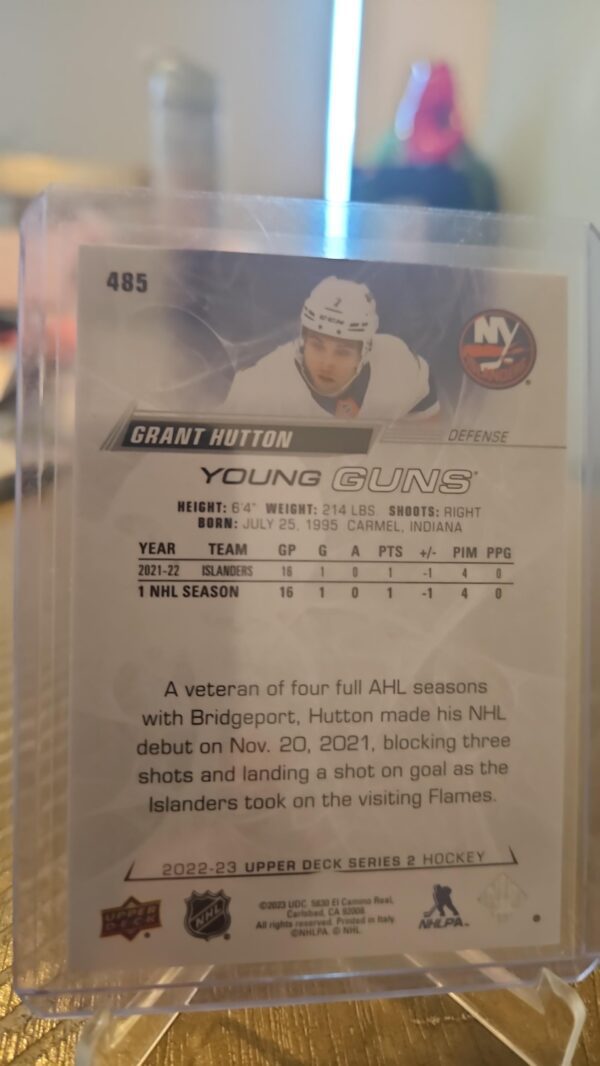 485
NY
GRANT HUTTON
DEFENSE
YOUNG GUNS
HEIGHT: 6'4" WEIGHT: 214 LBS. SHOOTS: RIGHT
BORN: JULY 25, 1995 CARMEL, INDIANA
YEAR TEAM GP G A PTS +/- PIM PPG
2021-22 ISLANDERS 16 1 0 1 -1 4 0
1 NHL SEASON 16 1 0 1 -1 4 0
A veteran of four full AHL seasons
with Bridgeport, Hutton made his NHL
debut on Nov. 20, 2021, blocking three
shots and landing a shot on goal as the
Islanders took on the visiting Flames.
2022-23 UPPER DECK SERIES 2 HOCKEY
UPPER DECK
NHL
©2023 UDC. 5830 El Camino Real,
Carlsbad, CA 92008.
All rights reserved. Printed in Italy.
©NHLPA. © NHL.
NHLPA